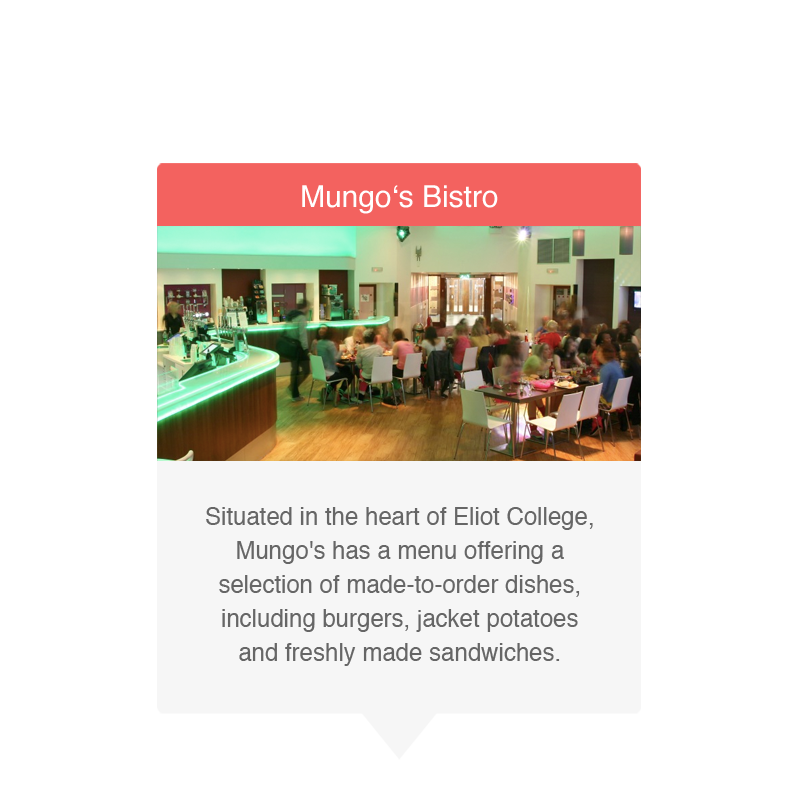 Mungo‘s Bistro
Situated in the heart of Eliot College,
Mungo's has a menu offering a
selection of made-to-order dishes,
including burgers, jacket potatoes
and freshly made sandwiches.